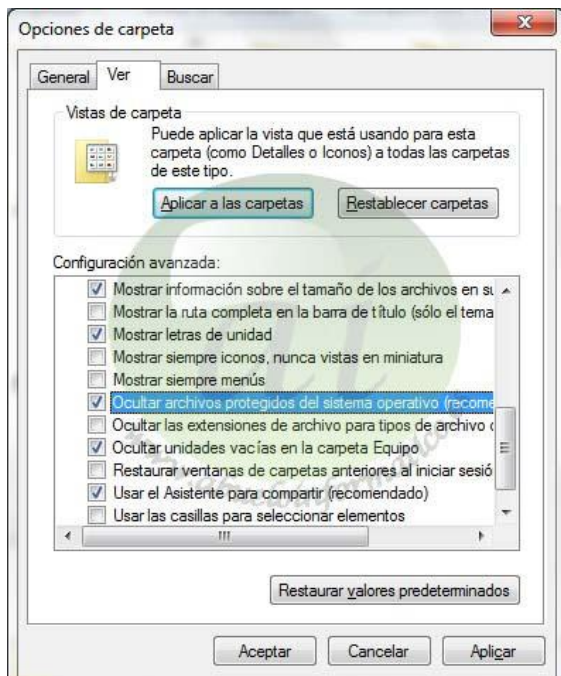 Opciones de carpeta
General
Ver
Buscar
Vistas de carpeta
Puede aplicar la vista que está usando para esta
carpeta (como Detalles o Iconos) a todas las carpetas
de este tipo.
Aplicar a las carpetas
Restablecer carpetas
Configuración avanzada:
Mostrar información sobre el tamaño de los archivos en
Mostrar la ruta completa en la barra de título (sólo el tema
Mostrar letras de unidad
Mostrar siempre iconos, nunca vistas en miniatura
Mostrar siempre menús
Ocultar archivos protegidos del sistema operativo
Ocultar las extensiones de archivo para tipos de archivo
Ocultar unidades vacías en la carpeta Equipo
Restaurar ventanas de carpetas anteriores al iniciar
Usar el Asistente para compartir (recomendado)
Usar las casillas para seleccionar elementos
Restaurar valores predeterminados
Aceptar
Cancelar
Aplicar